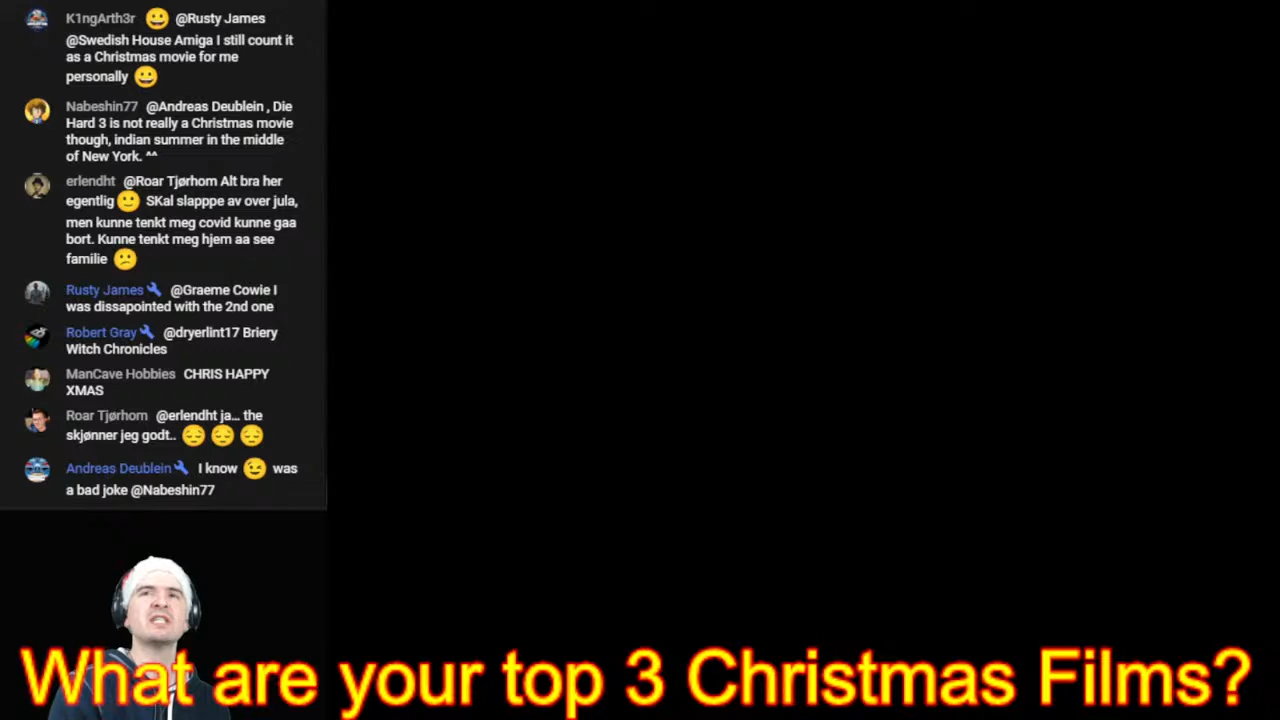 K1ngArth3r 😀 @Rusty James
@Swedish House Amiga I still count it
as a Christmas movie for me
personally 😀
Nabeshin77 @Andreas Deublein , Die
Hard 3 is not really a Christmas movie
though, indian summer in the middle
of New York. ^^
erlendht @Roar Tjørhom Alt bra her
egentlig 🙂 SKal slapppe av over jula,
men kunne tenkt meg covid kunne gaa
bort. Kunne tenkt meg hjem aa see
familie 😕
Rusty James @Graeme Cowie I
was dissapointed with the 2nd one
Robert Gray @dryerlint17 Briery
Witch Chronicles
ManCave Hobbies CHRIS HAPPY
XMAS
Roar Tjørhom @erlendht ja... the
skjønner jeg godt.. 😔 😔 😔
Andreas Deublein I know 😉 was
a bad joke @Nabeshin77
What are your top 3 Christmas Films?